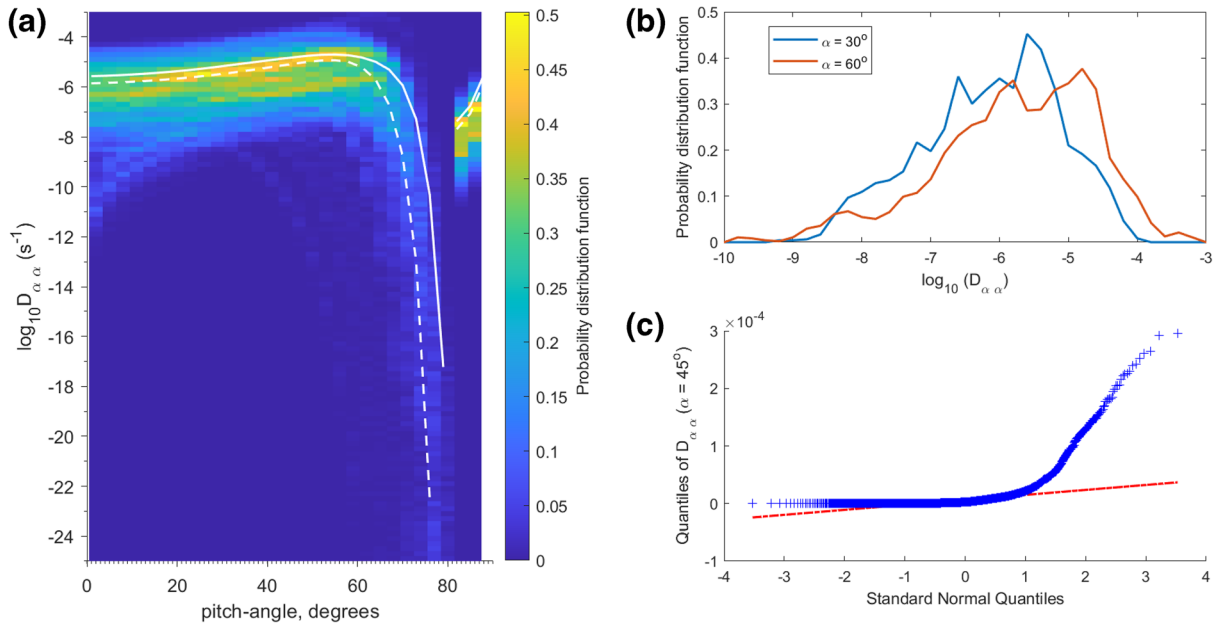 (a)
-4
-6
-8
-10
-12
-14
-16
-18
-20
-22
-24
log₁₀D_αα (s⁻¹)
0 20 40 60 80
pitch-angle, degrees
0.5
0.45
0.4
0.35
0.3
0.25
0.2
0.15
0.1
0.05
0
Probability distribution function
(b)
0.5
0.4
0.3
0.2
0.1
0
Probability distribution function
α = 30°
α = 60°
-10 -9 -8 -7 -6 -5 -4 -3
log₁₀ (D_αα)
(c)
×10⁻⁴
3
2
1
0
-1
Quantiles of D_αα (α = 45°)
-4 -3 -2 -1 0 1 2 3 4
Standard Normal Quantiles